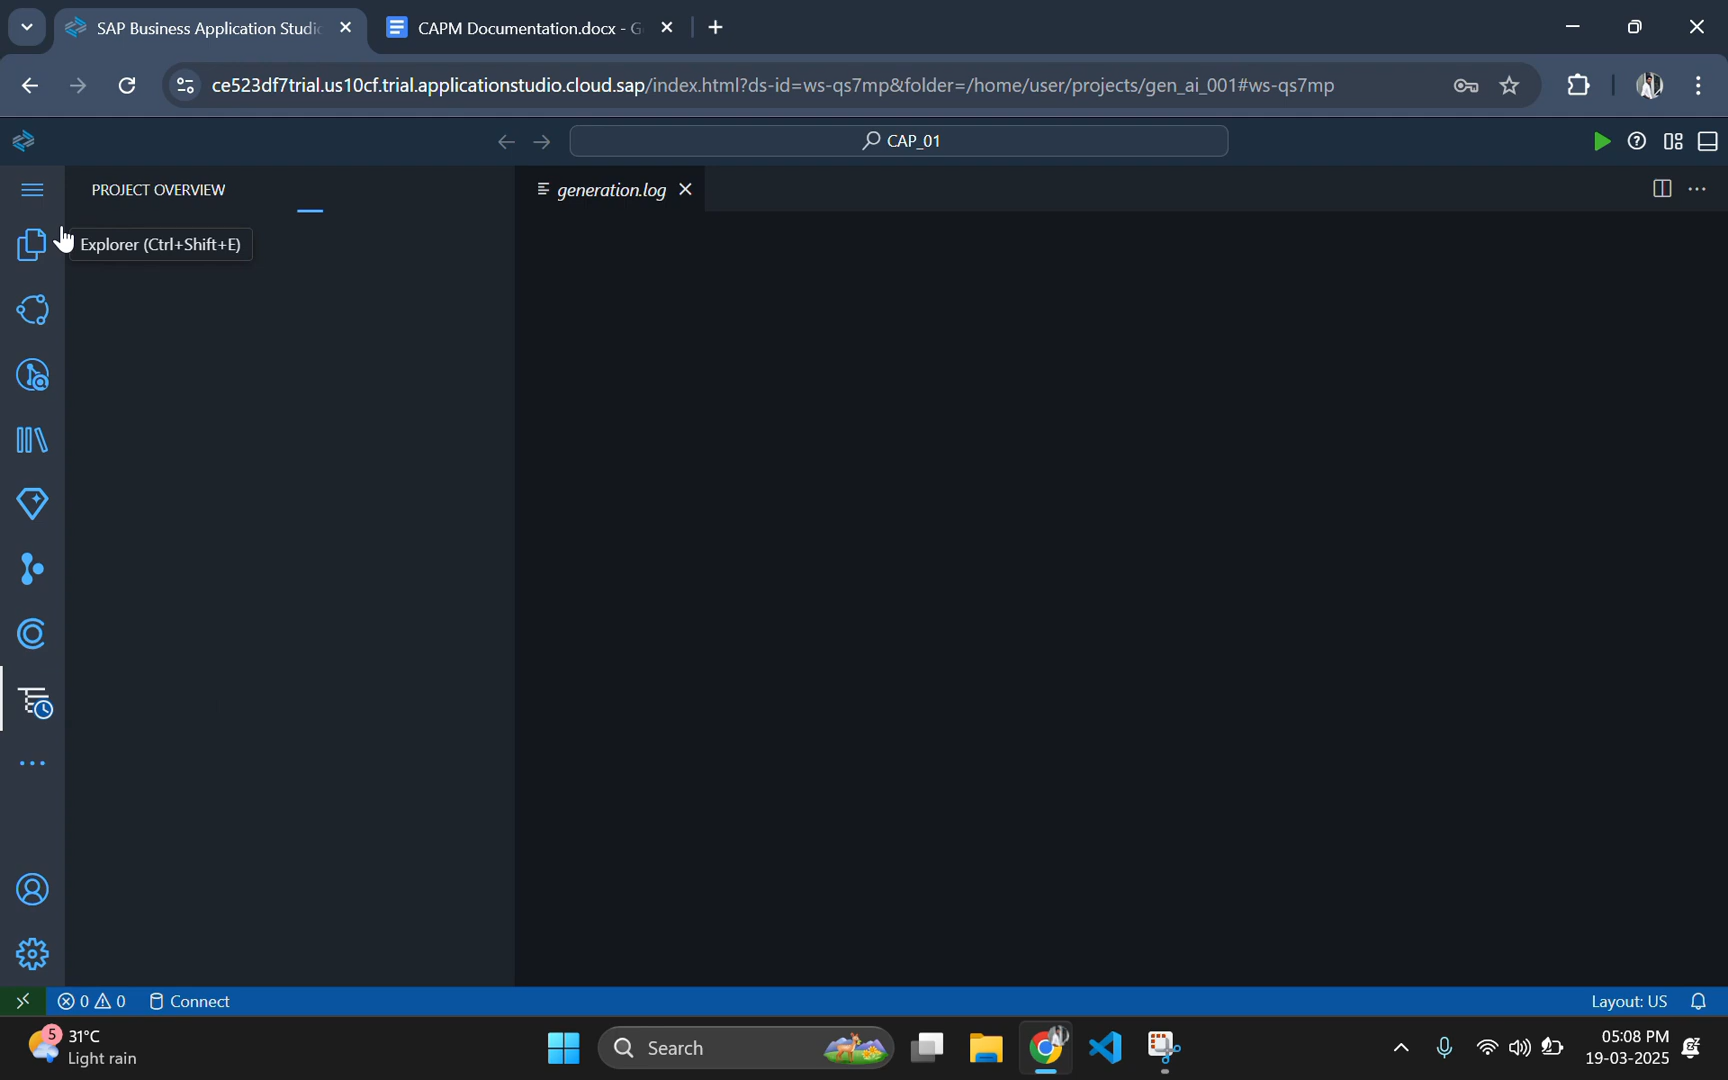 SAP Business Application Studi
CAPM Documentation.docx - G
ce523df7trial.us10cf.trial.applicationstudio.cloud.sap/index.html?ds-id=ws-qs7mp&folder=/home/user/projects/gen_ai_001#ws-qs7mp
CAP_01
PROJECT OVERVIEW
generation.log
Explorer (Ctrl+Shift+E)
0 0 Connect
Layout: US
5
31°C
Light rain
Search
05:08 PM
19-03-2025